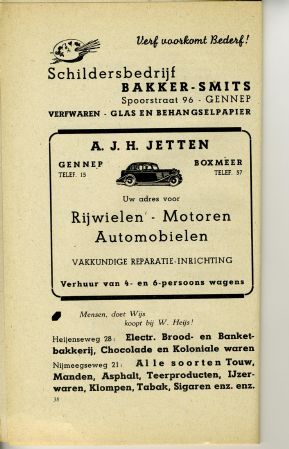 Verf voorkomt Bederf!
Schildersbedrijf
BAKKER-SMITS
Spoorstraat 96 - GENNEP
VERFWAREN - GLAS EN BEHANGSELPAPIER
A. J. H. JETTEN
GENNEP BOXMEER
TELEF. 15 TELEF. 57
Uw adres voor
Rijwielen - Motoren
Automobielen
VAKKUNDIGE REPARATIE-INRICHTING
Verhuur van 4- en 6-persoons wagens
Mensen, doet Wijs
koopt bij W. Heijs!
Heijenseweg 28: Electr. Brood- en Banket-
bakkerij, Chocolade en Koloniale waren
Nijmeegseweg 21: Alle soorten Touw,
Manden, Asphalt, Teerproducten, IJzer-
waren, Klompen, Tabak, Sigaren enz. enz.
38